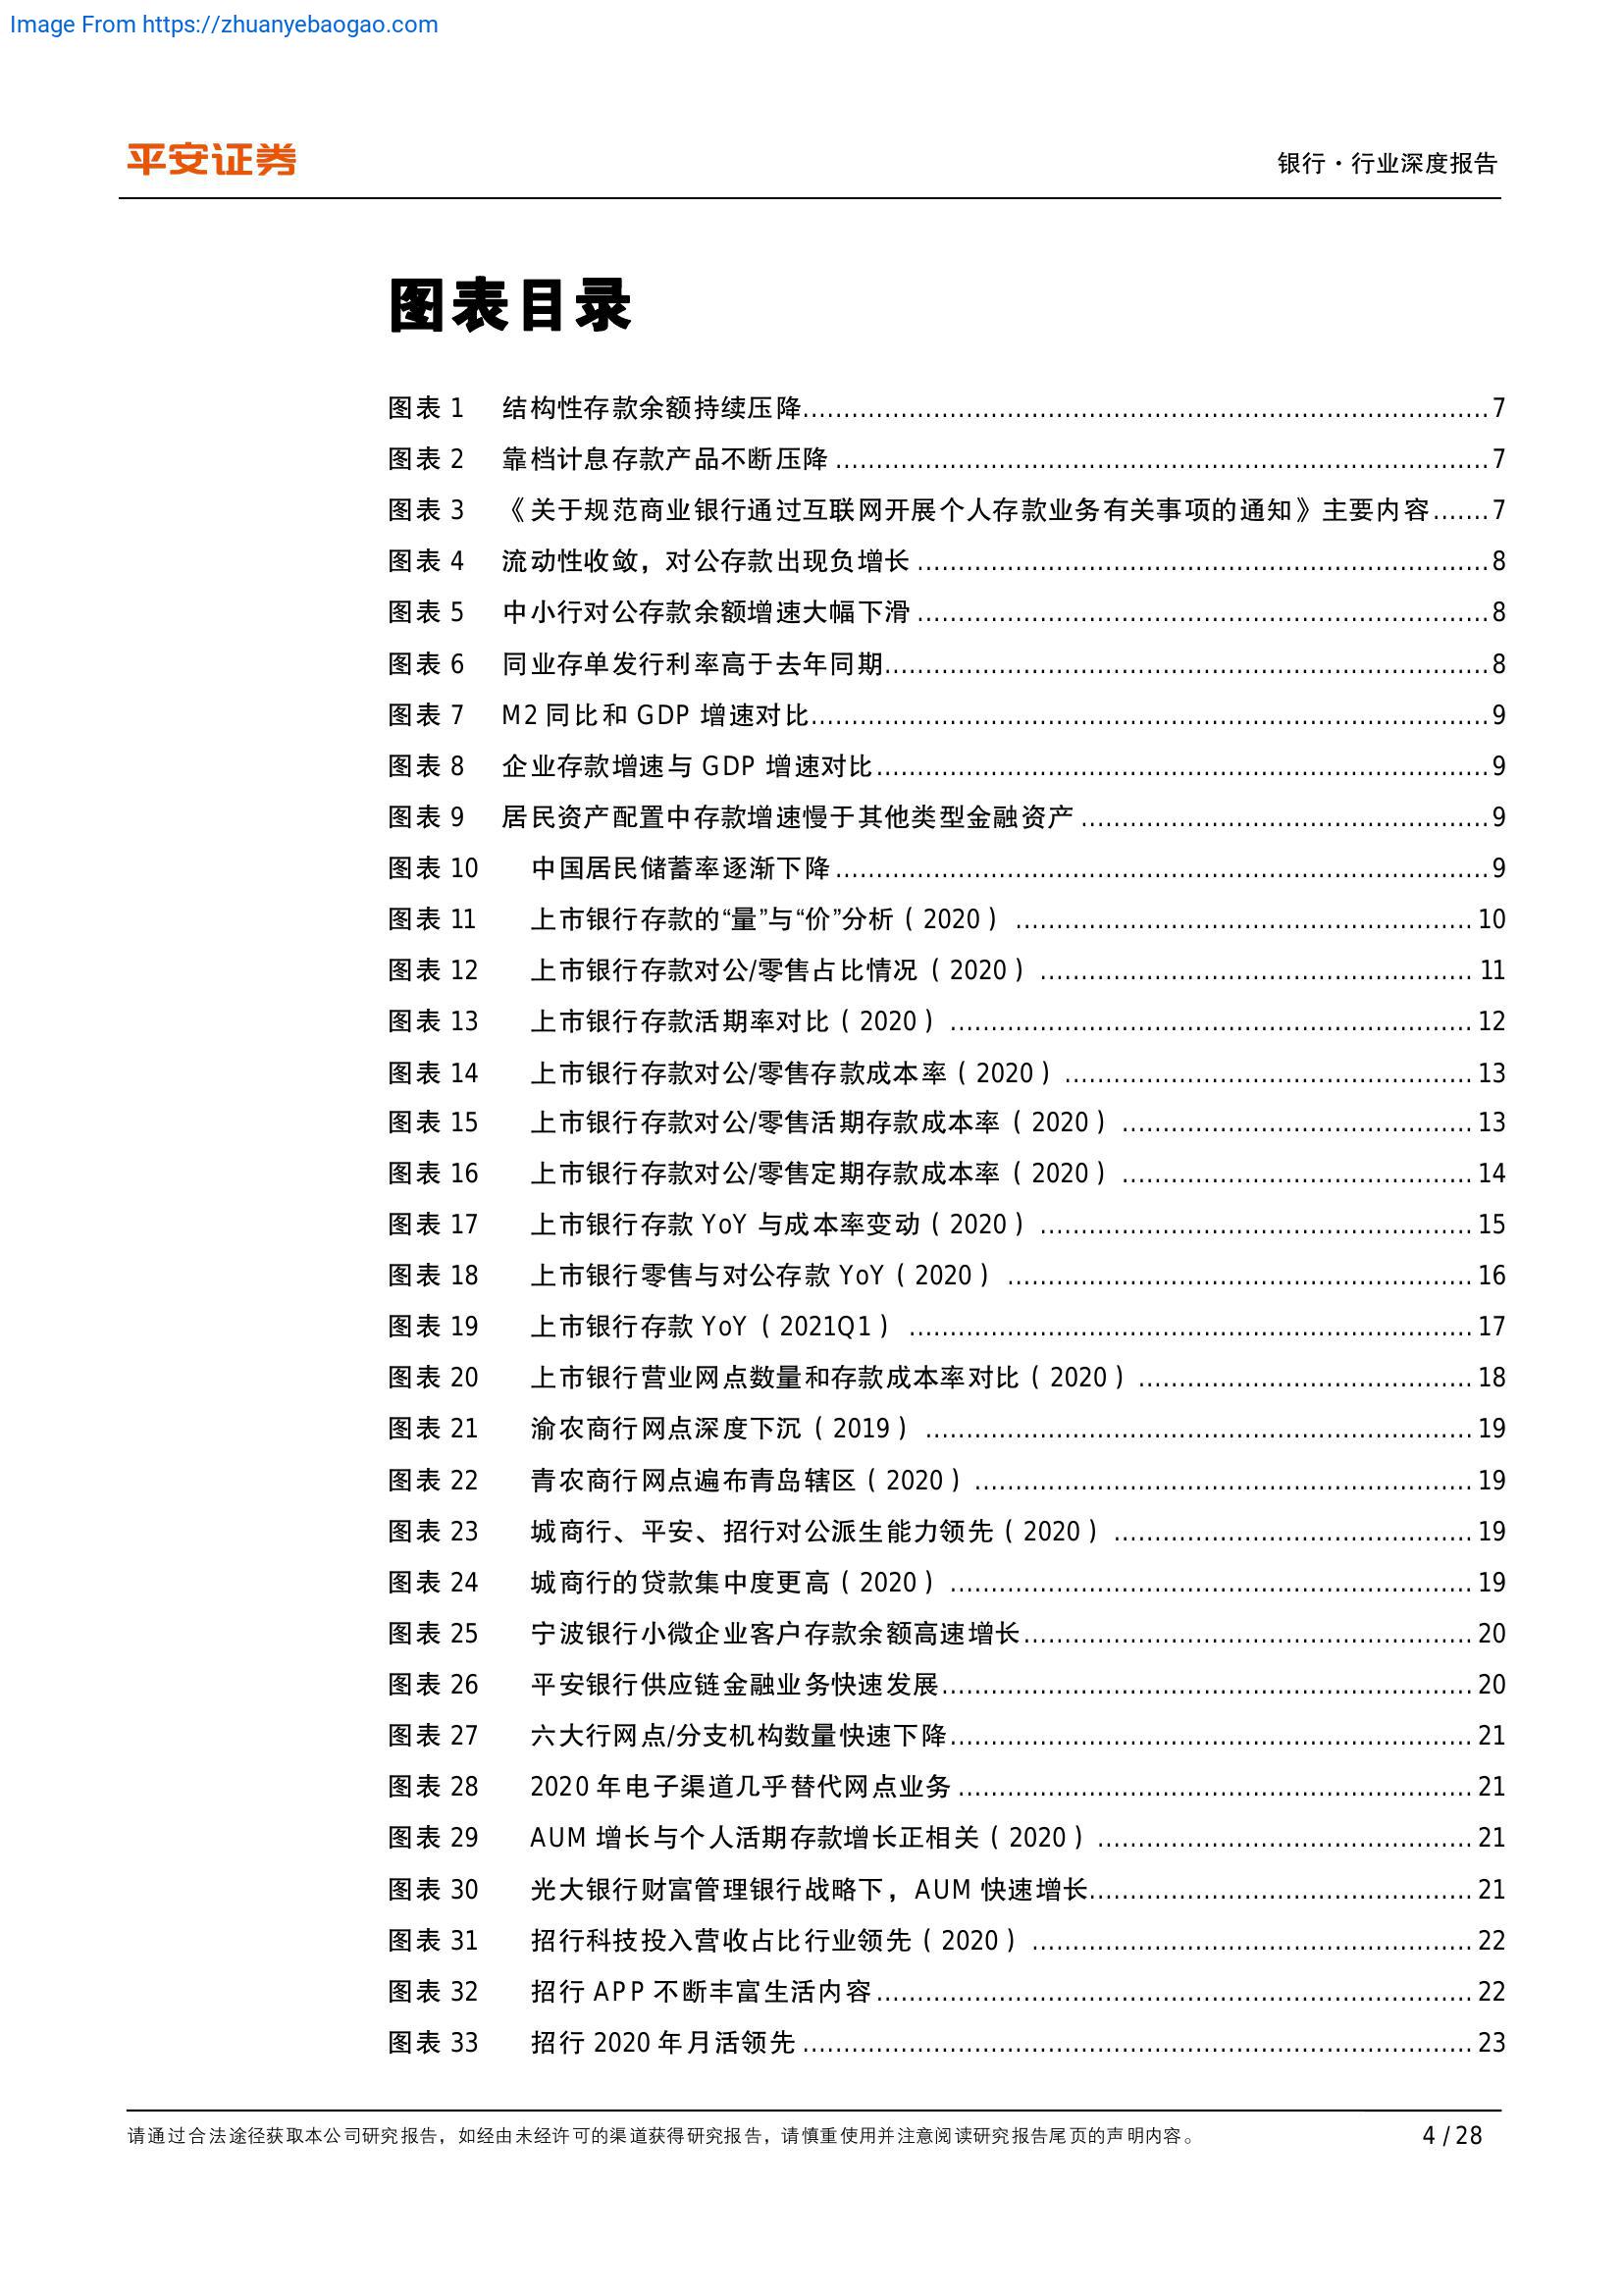 Image From https://zhuanyebaogao.com
平安证券
银行·行业深度报告
图表目录
图表 1 结构性存款余额持续压降........................................7
图表 2 靠档计息存款产品不断压降........................................7
图表 3 《关于规范商业银行通过互联网开展个人存款业务有关事项的通知》主要内容.......7
图表 4 流动性收敛，对公存款出现负增长........................................8
图表 5 中小行对公存款余额增速大幅下滑........................................8
图表 6 同业存单发行利率高于去年同期........................................8
图表 7 M2 同比和 GDP 增速对比........................................9
图表 8 企业存款增速与 GDP 增速对比........................................9
图表 9 居民资产配置中存款增速慢于其他类型金融资产........................................9
图表 10 中国居民储蓄率逐渐下降........................................9
图表 11 上市银行存款的“量”与“价”分析（2020）........................................10
图表 12 上市银行存款对公/零售占比情况（2020）........................................11
图表 13 上市银行存款活期率对比（2020）........................................12
图表 14 上市银行存款对公/零售存款成本率（2020）........................................13
图表 15 上市银行存款对公/零售活期存款成本率（2020）........................................13
图表 16 上市银行存款对公/零售定期存款成本率（2020）........................................14
图表 17 上市银行存款 YoY 与成本率变动（2020）........................................15
图表 18 上市银行零售与对公存款 YoY（2020）........................................16
图表 19 上市银行存款 YoY（2021Q1）........................................17
图表 20 上市银行营业网点数量和存款成本率对比（2020）........................................18
图表 21 渝农商行网点深度下沉（2019）........................................19
图表 22 青农商行网点遍布青岛辖区（2020）........................................19
图表 23 城商行、平安、招行对公派生能力领先（2020）........................................19
图表 24 城商行的贷款集中度更高（2020）........................................19
图表 25 宁波银行小微企业客户存款余额高速增长........................................20
图表 26 平安银行供应链金融业务快速发展........................................20
图表 27 六大行网点/分支机构数量快速下降........................................21
图表 28 2020 年电子渠道几乎替代网点业务........................................21
图表 29 AUM 增长与个人活期存款增长正相关（2020）........................................21
图表 30 光大银行财富管理银行战略下，AUM 快速增长........................................21
图表 31 招行科技投入营收占比行业领先（2020）........................................22
图表 32 招行 APP 不断丰富生活内容........................................22
图表 33 招行 2020 年月活领先........................................23
请通过合法途径获取本公司研究报告，如经由未经许可的渠道获得研究报告，请慎重使用并注意阅读研究报告尾页的声明内容。
4 / 28